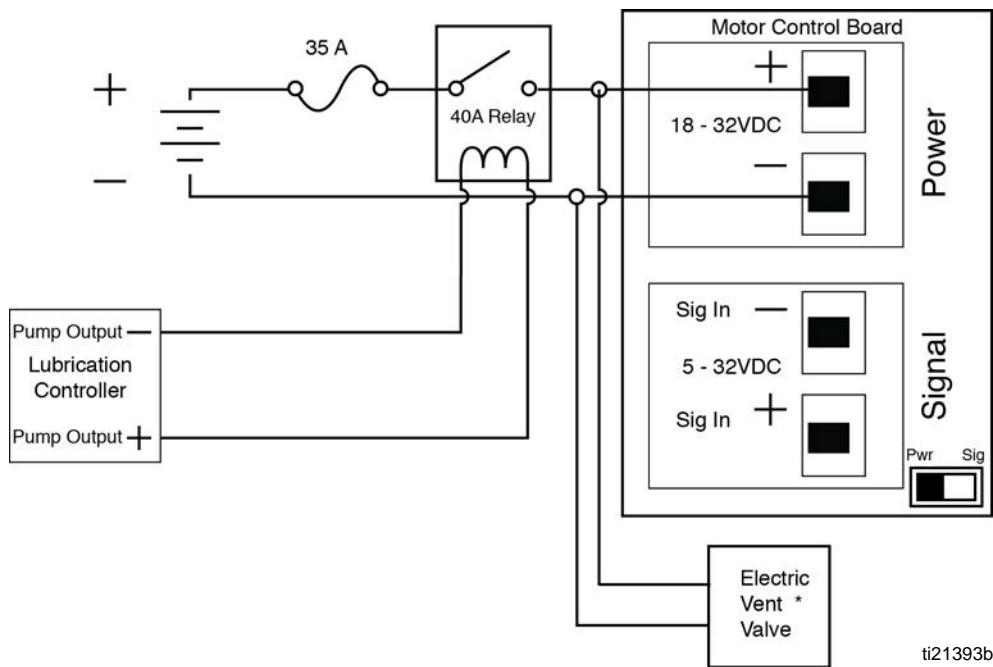 Motor Control Board
35 A
+
+
40A Relay
18 - 32VDC
Power
—
—
Sig In —
Pump Output —
5 - 32VDC
Signal
Lubrication
Controller
Sig In +
Pump Output +
Pwr Sig
Electric
Vent *
Valve
ti21393b